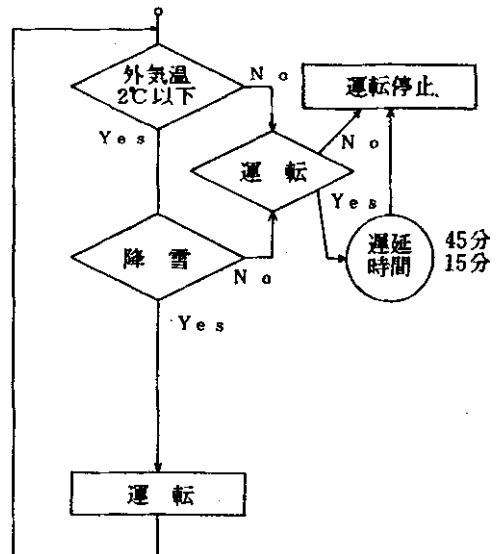 外気温
2℃以下
No
運転停止
Yes
No
運転
Yes
遅延
時間
45分
15分
降雪
No
Yes
運転